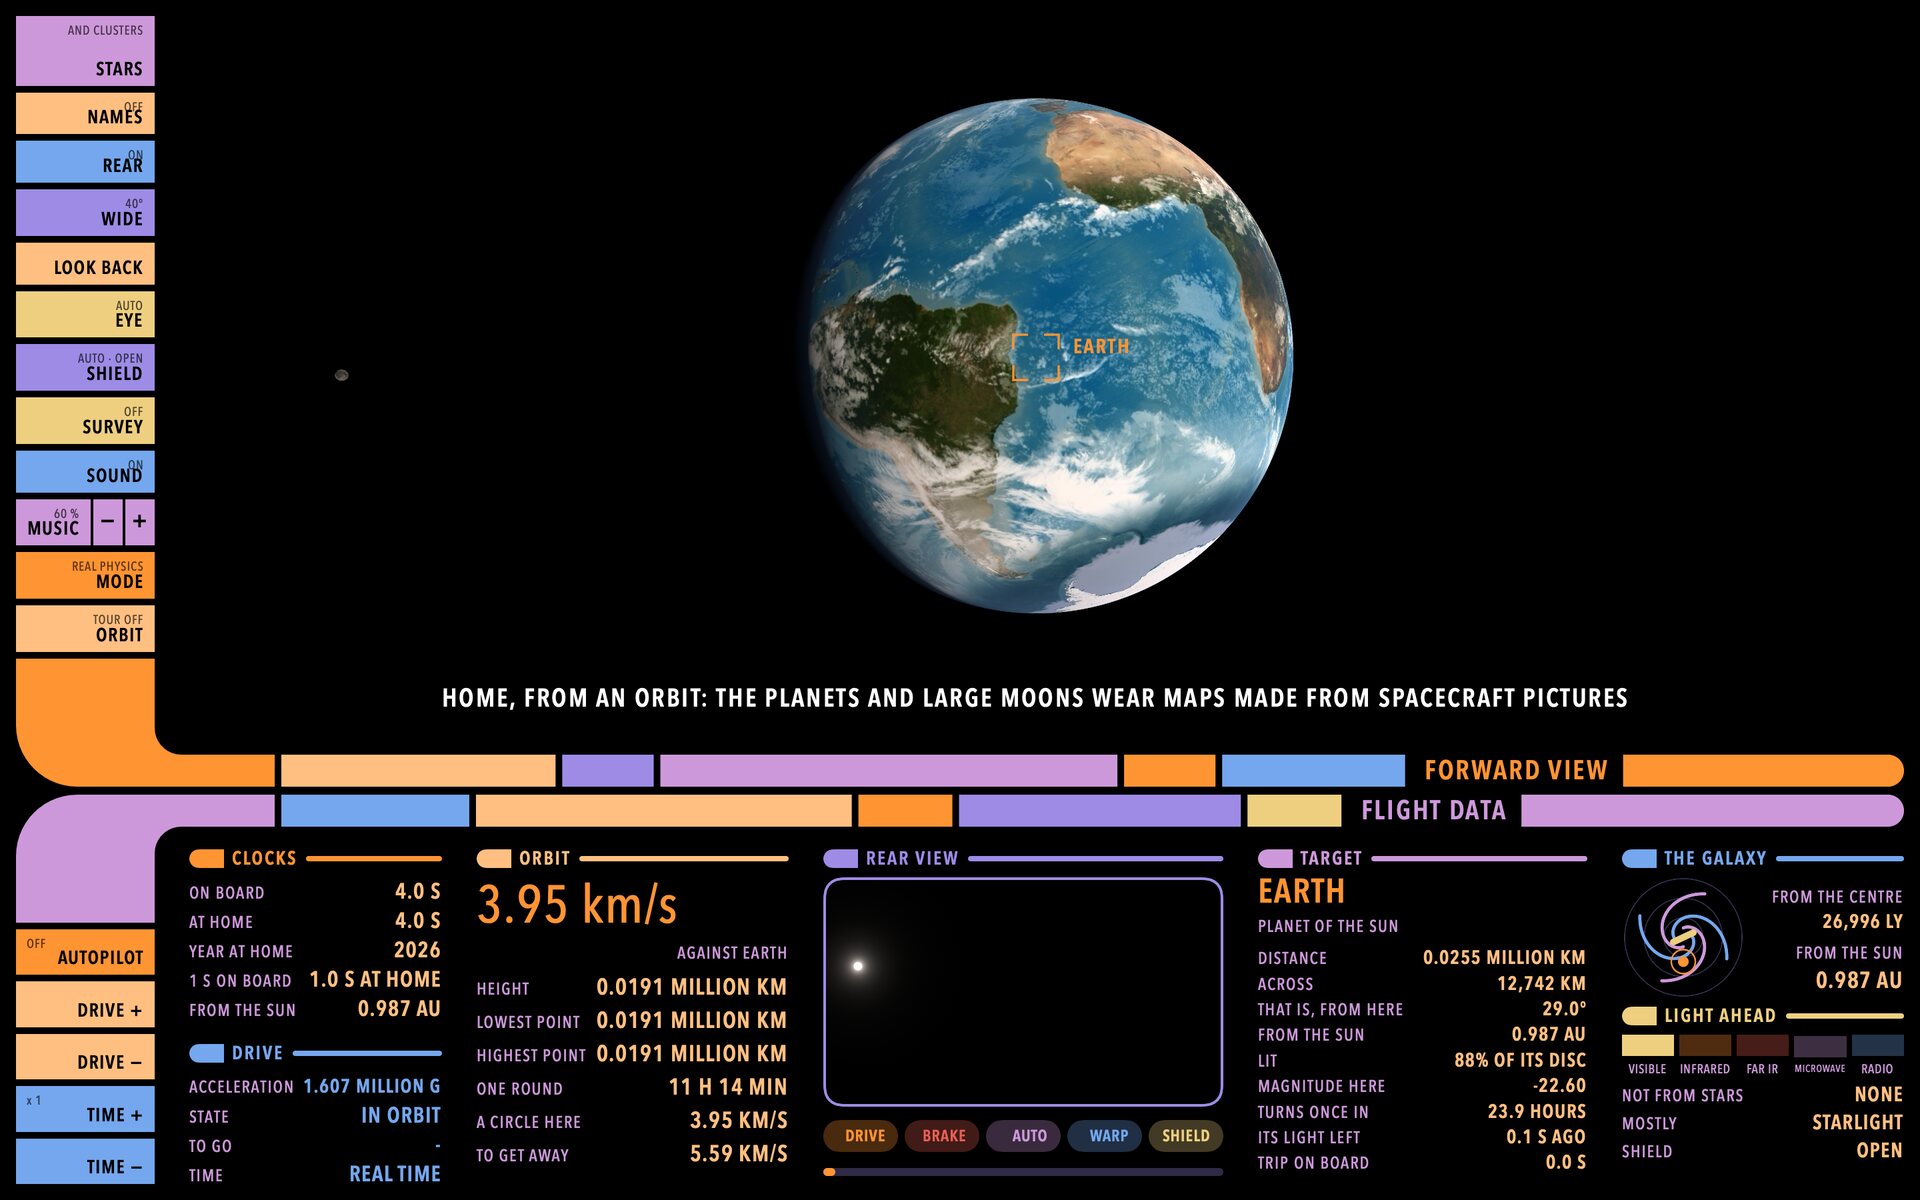 AND CLUSTERS
STARS
OFF
NAMES
ON
REAR
40°
WIDE
LOOK BACK
AUTO
EYE
AUTO · OPEN
SHIELD
OFF
SURVEY
ON
SOUND
60 %
MUSIC − +
REAL PHYSICS
MODE
TOUR OFF
ORBIT
EARTH
HOME, FROM AN ORBIT: THE PLANETS AND LARGE MOONS WEAR MAPS MADE FROM SPACECRAFT PICTURES
FORWARD VIEW
FLIGHT DATA
OFF
AUTOPILOT
DRIVE +
DRIVE −
x 1
TIME +
TIME −
CLOCKS
ON BOARD 4.0 S
AT HOME 4.0 S
YEAR AT HOME 2026
1 S ON BOARD 1.0 S AT HOME
FROM THE SUN 0.987 AU
DRIVE
ACCELERATION 1.607 MILLION G
STATE IN ORBIT
TO GO -
TIME REAL TIME
ORBIT
3.95 km/s
AGAINST EARTH
HEIGHT 0.0191 MILLION KM
LOWEST POINT 0.0191 MILLION KM
HIGHEST POINT 0.0191 MILLION KM
ONE ROUND 11 H 14 MIN
A CIRCLE HERE 3.95 KM/S
TO GET AWAY 5.59 KM/S
REAR VIEW
DRIVE BRAKE AUTO WARP SHIELD
TARGET
EARTH
PLANET OF THE SUN
DISTANCE 0.0255 MILLION KM
ACROSS 12,742 KM
THAT IS, FROM HERE 29.0°
FROM THE SUN 0.987 AU
LIT 88% OF ITS DISC
MAGNITUDE HERE -22.60
TURNS ONCE IN 23.9 HOURS
ITS LIGHT LEFT 0.1 S AGO
TRIP ON BOARD 0.0 S
THE GALAXY
FROM THE CENTRE
26,996 LY
FROM THE SUN
0.987 AU
LIGHT AHEAD
VISIBLE INFRARED FAR IR MICROWAVE RADIO
NOT FROM STARS NONE
MOSTLY STARLIGHT
SHIELD OPEN